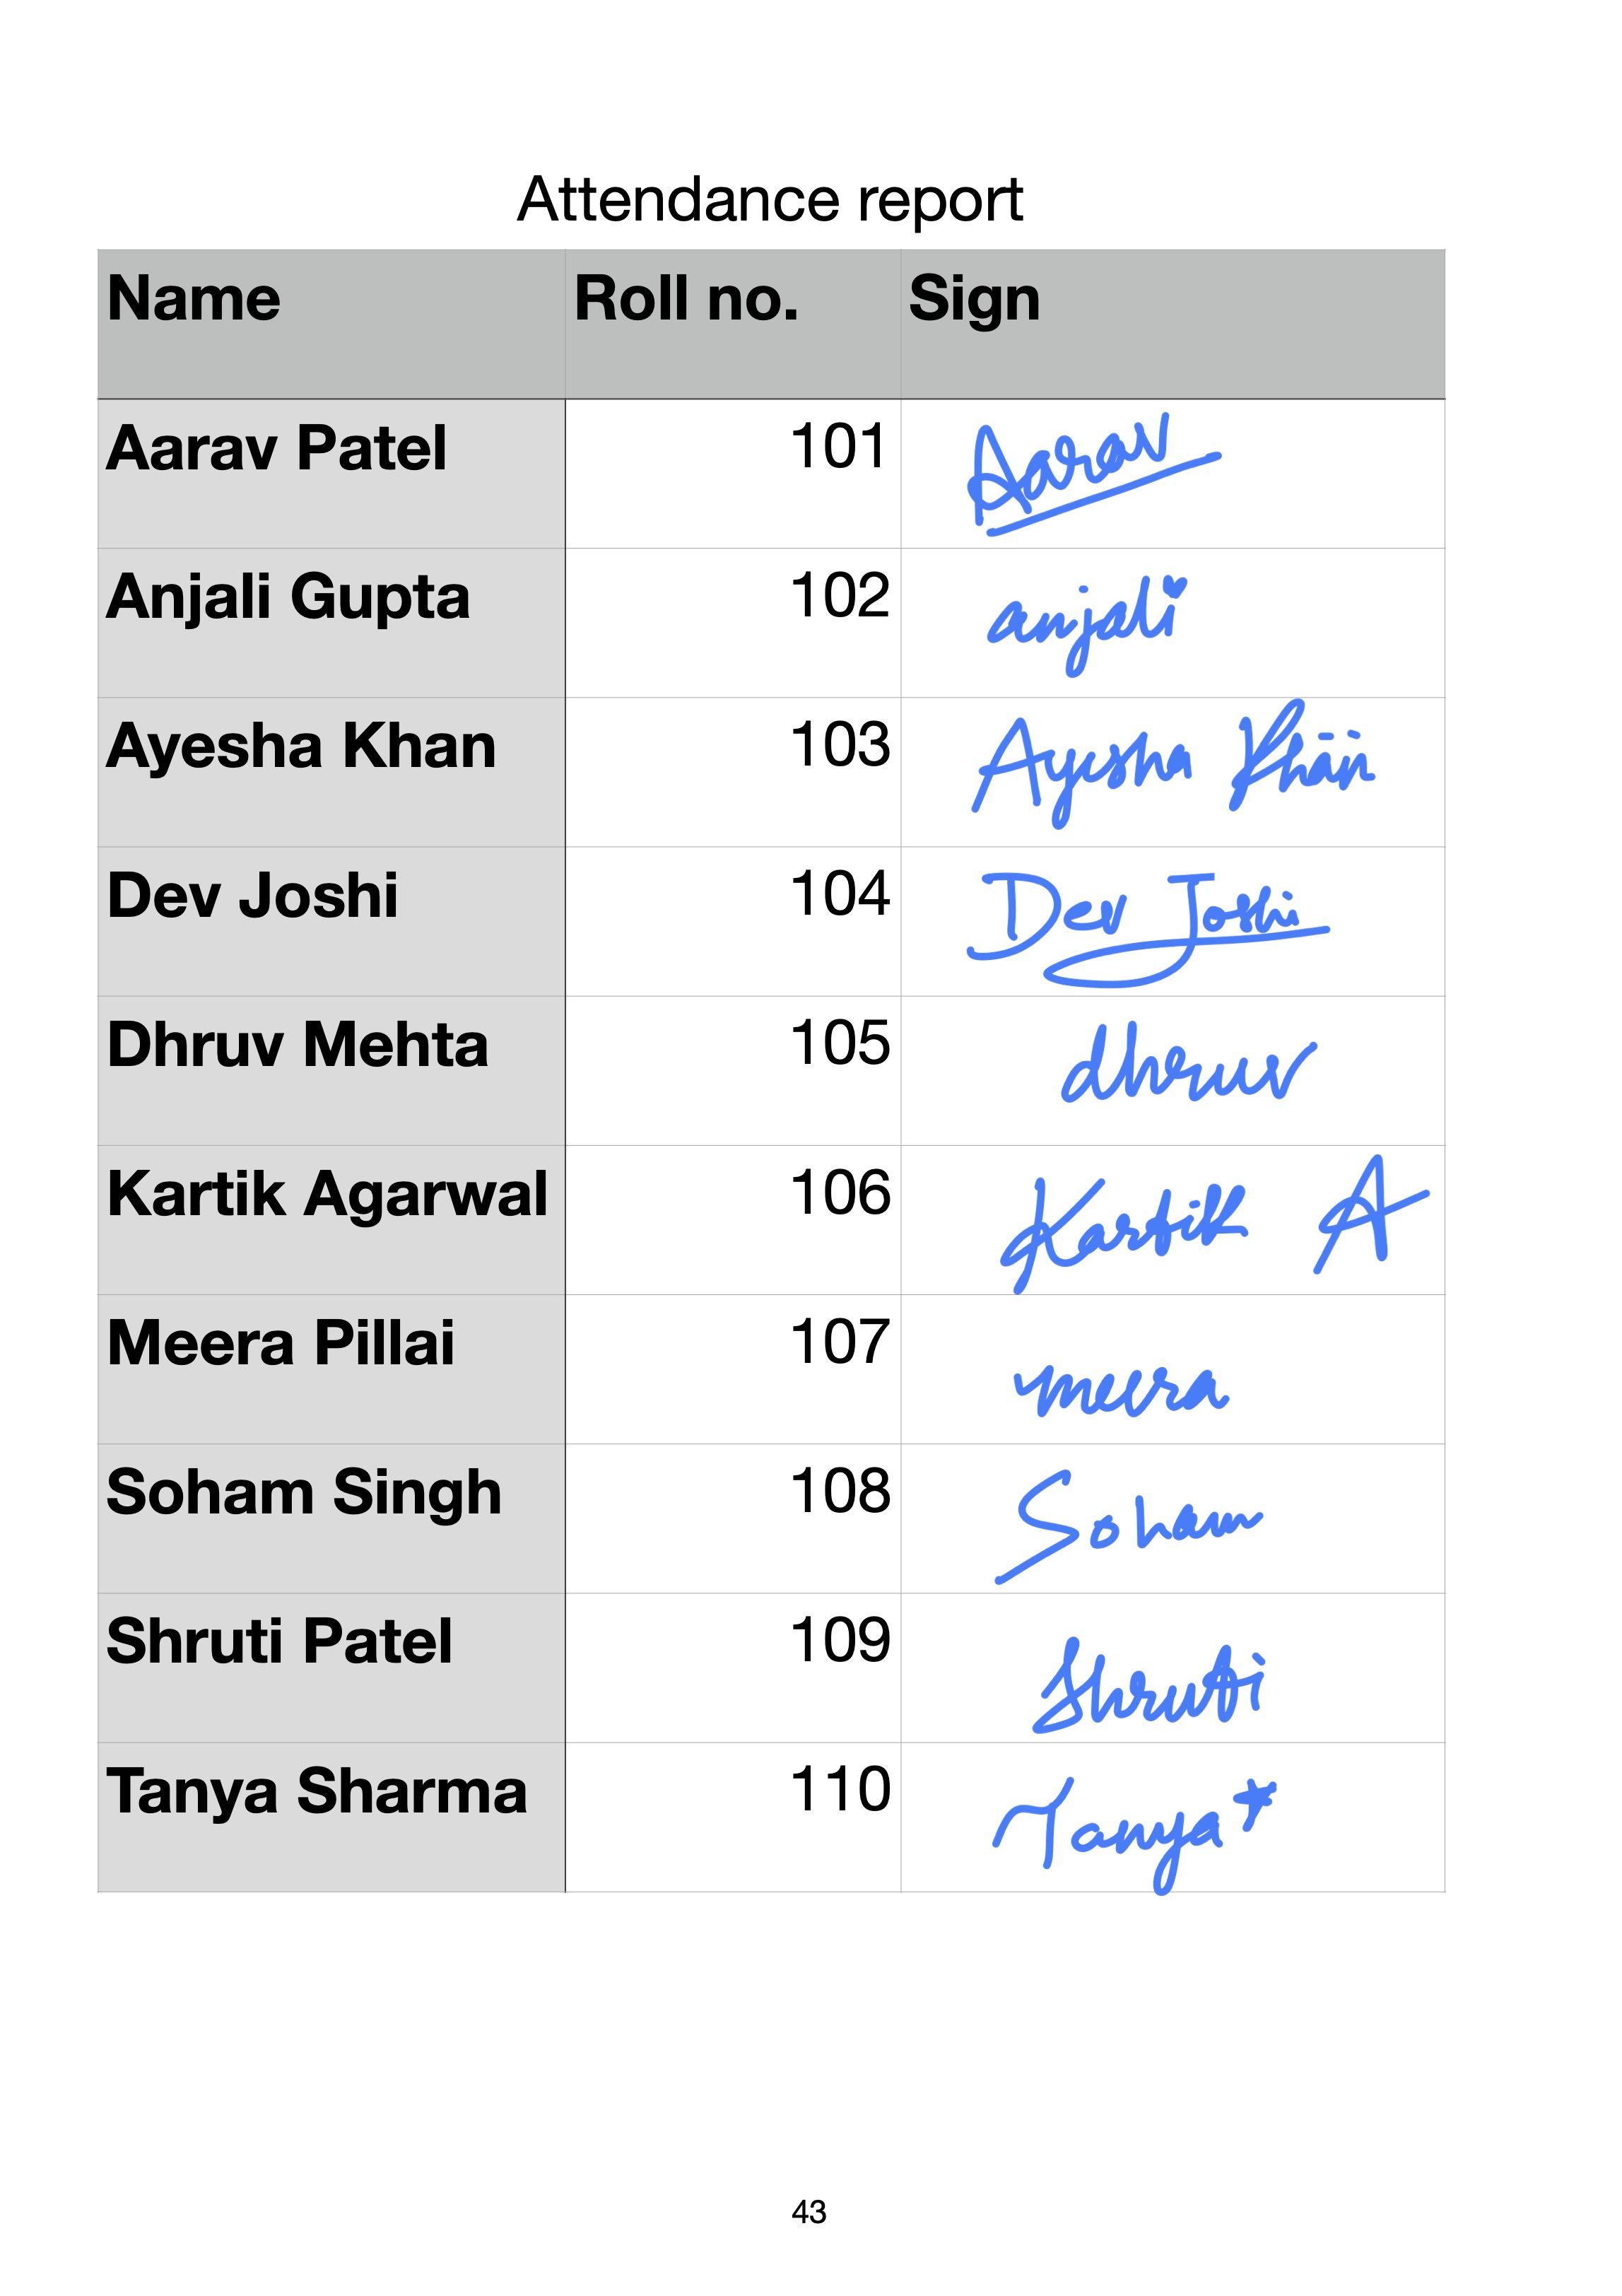 Attendance report
Name Roll no. Sign
Aarav Patel 101 Aarav
Anjali Gupta 102 anjali
Ayesha Khan 103 Ayesha Khan
Dev Joshi 104 Dev Joshi
Dhruv Mehta 105 dhruv
Kartik Agarwal 106 Kartik A
Meera Pillai 107 meera
Soham Singh 108 Soham
Shruti Patel 109 Shruti
Tanya Sharma 110 Tanya*
43